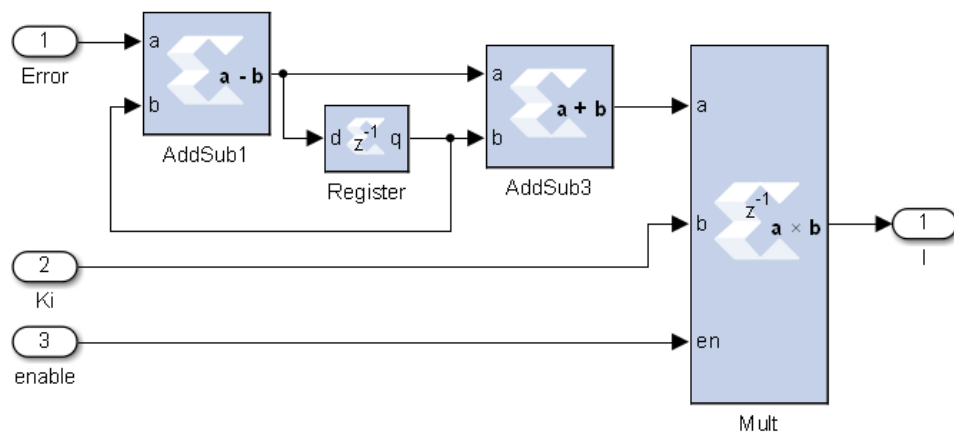 1
Error
a
b
a - b
AddSub1
d
z-1
q
Register
a
b
a + b
AddSub3
2
Ki
3
enable
a
b
en
z-1
a × b
Mult
1
I